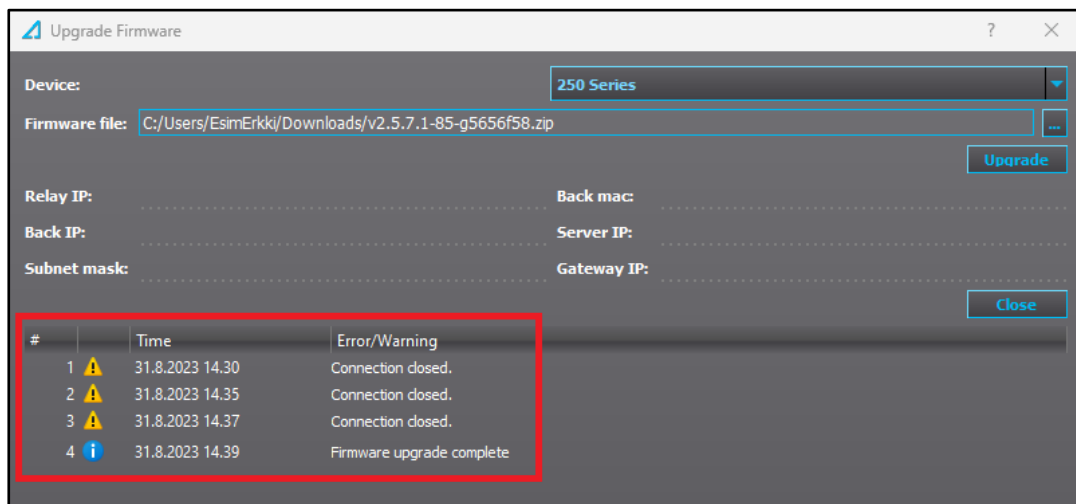 Upgrade Firmware ?
Device: 250 Series
Firmware file: C:/Users/EsimErkki/Downloads/v2.5.7.1-85-g5656f58.zip ...
Upgrade
Relay IP: Back mac:
Back IP: Server IP:
Subnet mask: Gateway IP:
Close
# Time Error/Warning
1 31.8.2023 14.30 Connection closed.
2 31.8.2023 14.35 Connection closed.
3 31.8.2023 14.37 Connection closed.
4 31.8.2023 14.39 Firmware upgrade complete